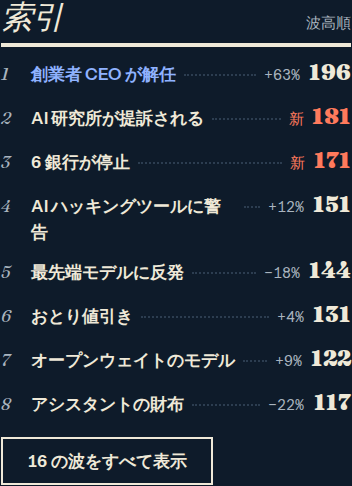 索引 波高順
1 創業者 CEO が解任 +63% 196
2 AI 研究所が提訴される 新 181
3 6 銀行が停止 新 171
4 AI ハッキングツールに警 +12% 151
告
5 最先端モデルに反発 -18% 144
6 おとり値引き +4% 131
7 オープンウェイトのモデル +9% 122
8 アシスタントの財布 -22% 117
16 の波をすべて表示